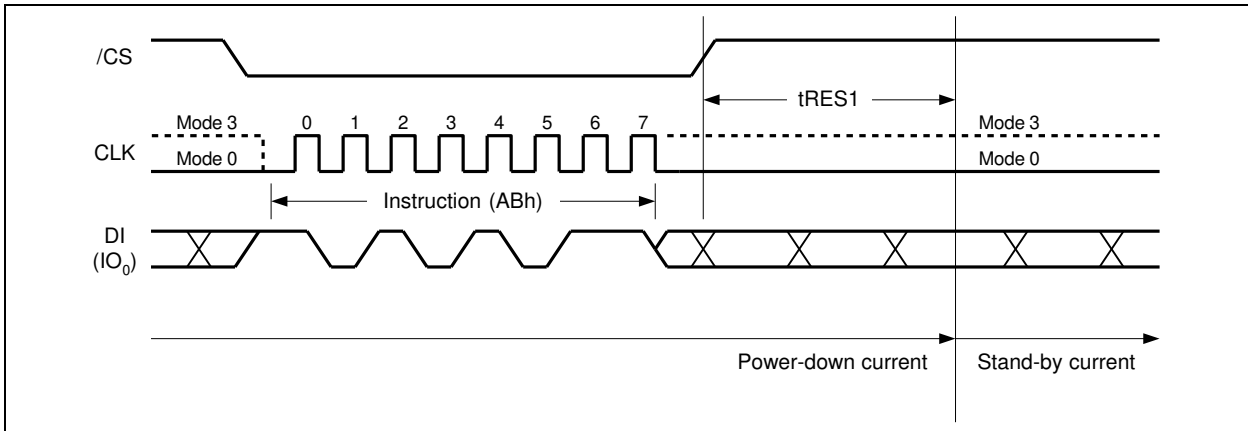 /CS
tRES1
Mode 3 0 1 2 3 4 5 6 7 Mode 3
CLK
Mode 0 Mode 0
Instruction (ABh)
DI
(IO0)
Power-down current Stand-by current